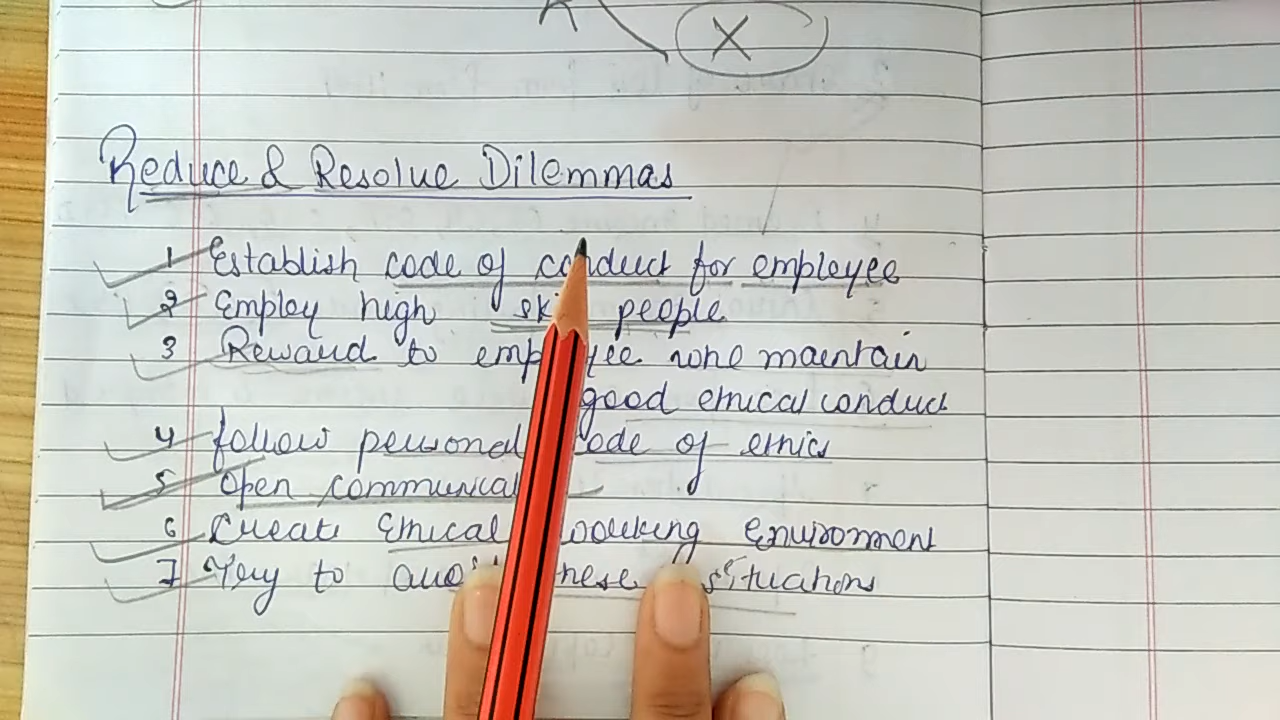 X
Reduce & Resolve Dilemmas
1 Establish code of conduct for employee
2 Employ high people
3 Reward to who maintain
good ethical conduct
4 follow personal code of ethics
5 Open
6 Create Ethical working Environment
7 Try to these situations